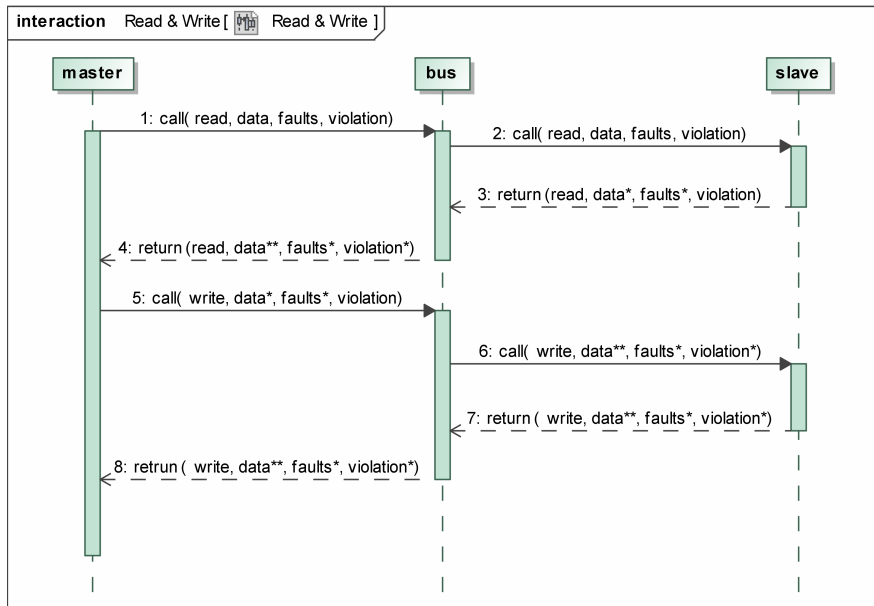 interaction Read & Write [ Read & Write ]
master bus slave
1: call( read, data, faults, violation)
2: call( read, data, faults, violation)
3: return (read, data*, faults*, violation)
4: return (read, data**, faults*, violation*)
5: call( write, data*, faults*, violation)
6: call( write, data**, faults*, violation*)
7: return ( write, data**, faults*, violation*)
8: retrun ( write, data**, faults*, violation*)